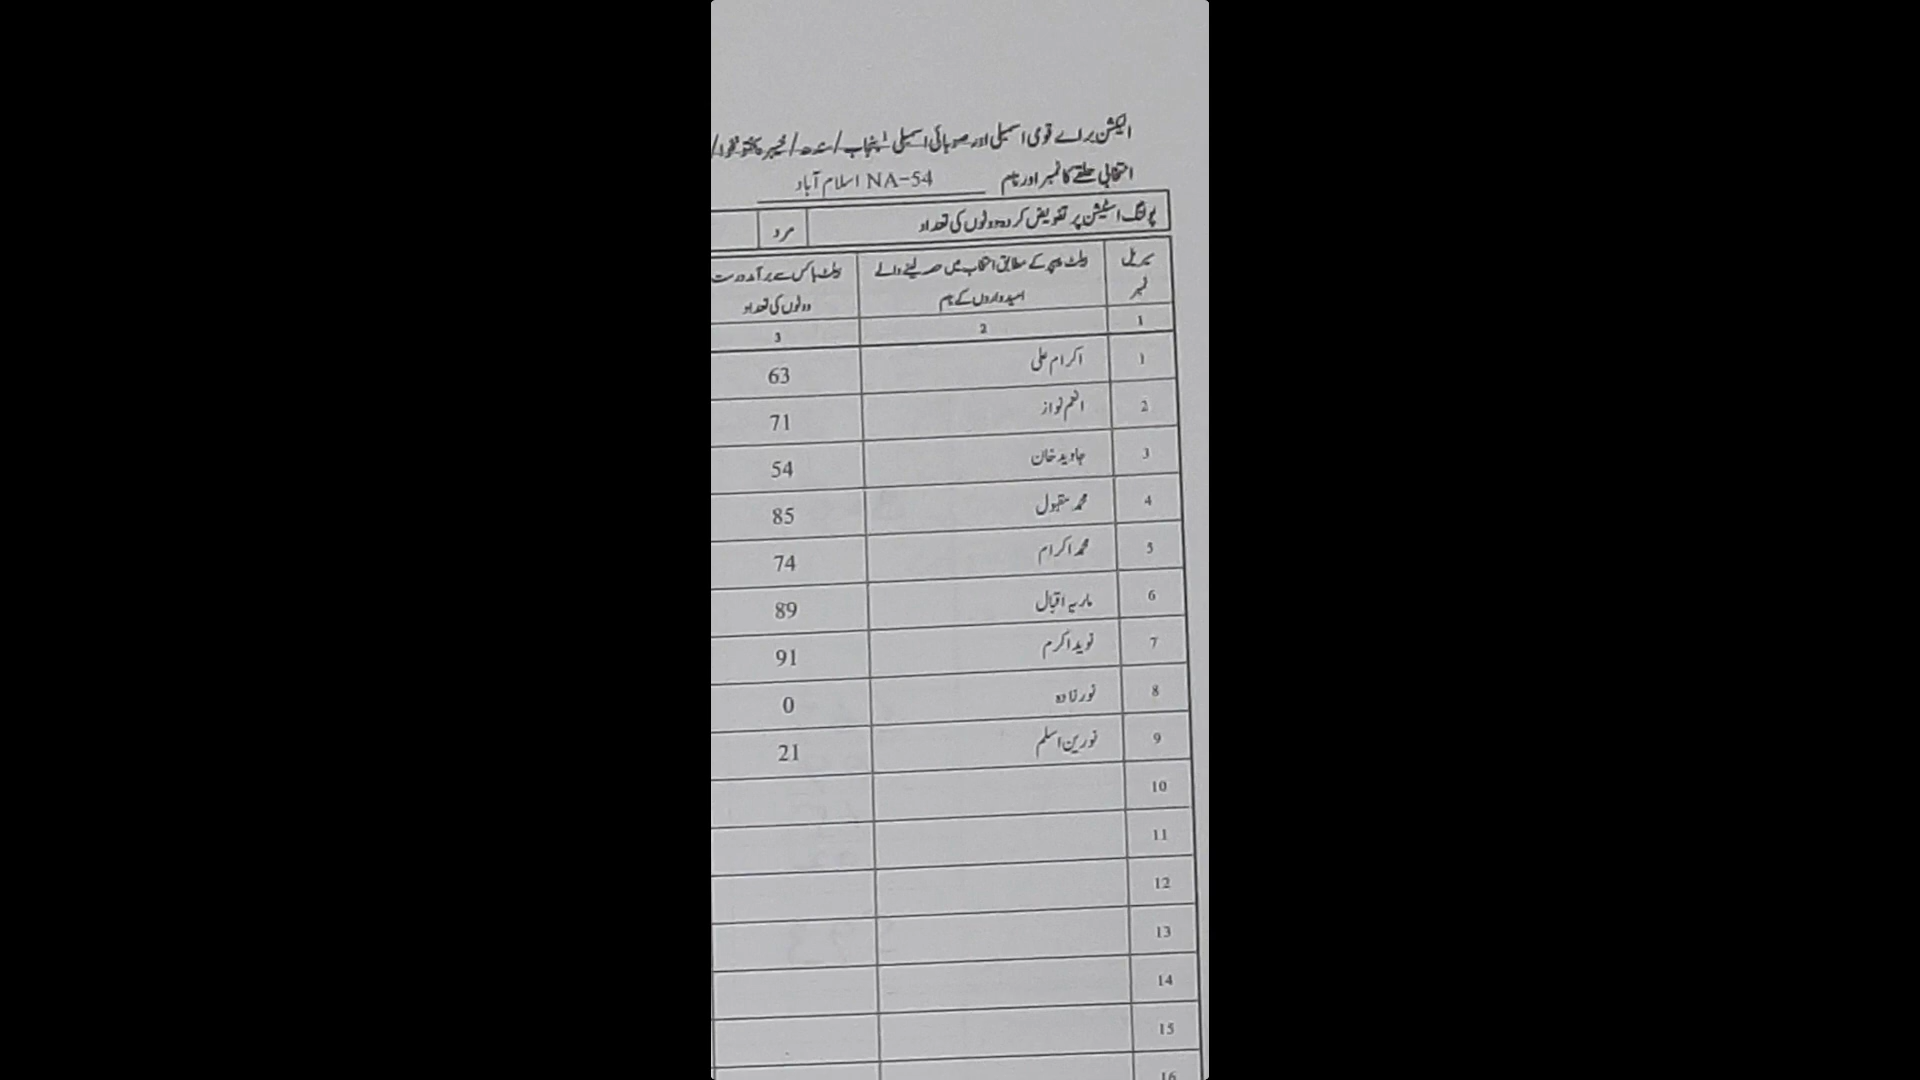 الیکشن برائے قومی اسمبلی اور صوبائی اسمبلی پنجاب/سندھ/خیبر پختونخوا/
انتخابی حلقے کا نمبر اور نام NA-54 اسلام آباد
پولنگ اسٹیشن پر تفویض کردہ ووٹوں کی تعداد مرد
سیریل نمبر بیلٹ پیپر کے مطابق انتخاب میں حصہ لینے والے بیلٹ باکس سے برآمد درست
امیدواروں کے نام ووٹوں کی تعداد
1 2 3
1 اکرام علی 63
2 انعم نواز 71
3 جاوید خان 54
4 محمد مقبول 85
5 محمد اکرام 74
6 ماریہ اقبال 89
7 نوید اکرم 91
8 نور 0
9 نورین اسلم 21
10
11
12
13
14
15
16